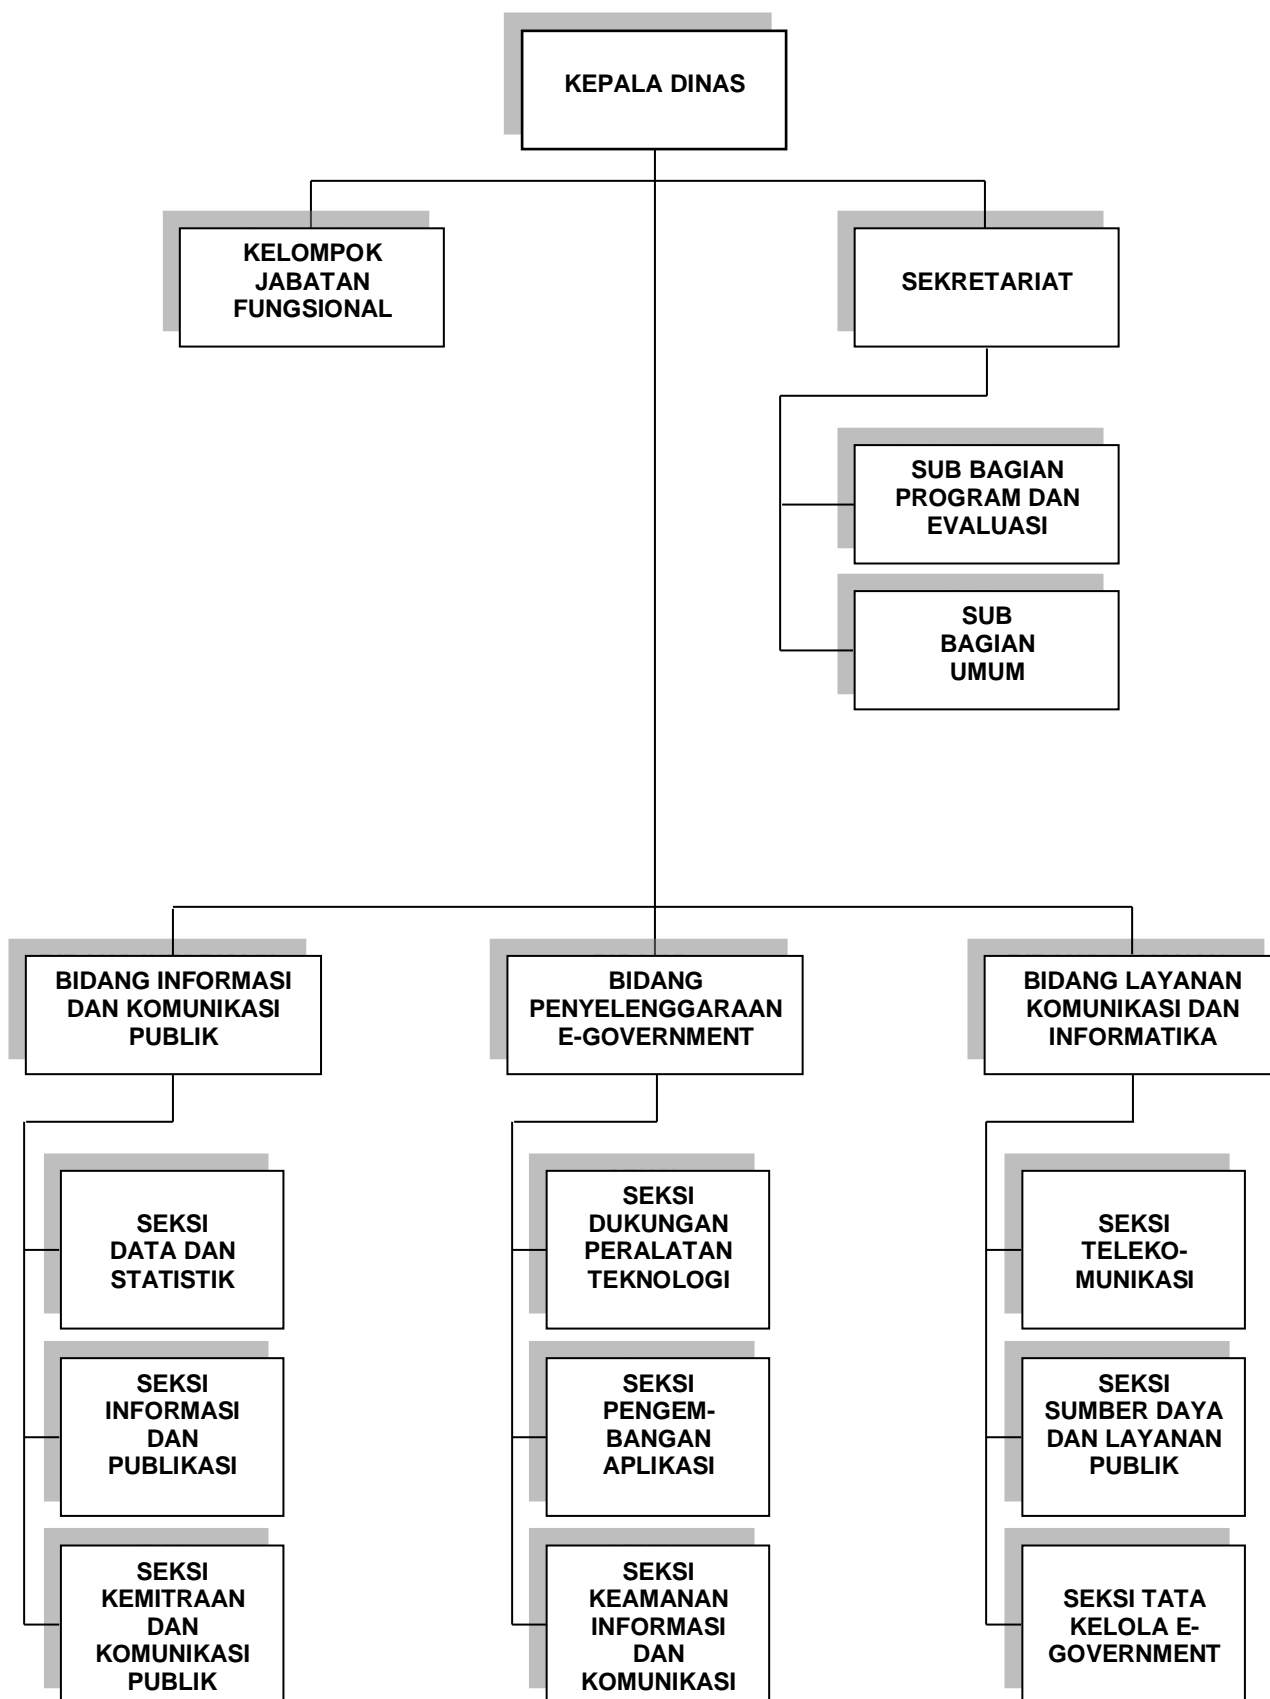 KEPALA DINAS
KELOMPOK
JABATAN
FUNGSIONAL
SEKRETARIAT
SUB BAGIAN
PROGRAM DAN
EVALUASI
SUB
BAGIAN
UMUM
BIDANG INFORMASI
DAN KOMUNIKASI
PUBLIK
BIDANG
PENYELENGGARAAN
E-GOVERNMENT
BIDANG LAYANAN
KOMUNIKASI DAN
INFORMATIKA
SEKSI
DATA DAN
STATISTIK
SEKSI
DUKUNGAN
PERALATAN
TEKNOLOGI
SEKSI
TELEKO-
MUNIKASI
SEKSI
INFORMASI
DAN
PUBLIKASI
SEKSI
PENGEM-
BANGAN
APLIKASI
SEKSI
SUMBER DAYA
DAN LAYANAN
PUBLIK
SEKSI
KEMITRAAN
DAN
KOMUNIKASI
PUBLIK
SEKSI
KEAMANAN
INFORMASI
DAN
KOMUNIKASI
SEKSI TATA
KELOLA E-
GOVERNMENT